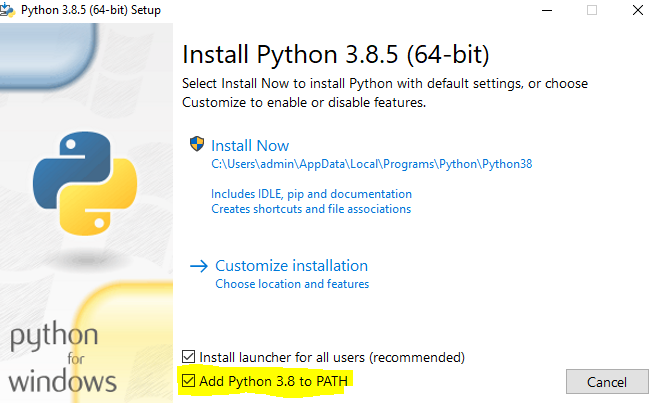 Python 3.8.5 (64-bit) Setup
Install Python 3.8.5 (64-bit)
Select Install Now to install Python with default settings, or choose
Customize to enable or disable features.
Install Now
C:\Users\admin\AppData\Local\Programs\Python\Python38
Includes IDLE, pip and documentation
Creates shortcuts and file associations
Customize installation
Choose location and features
python
for
windows
Install launcher for all users (recommended)
Add Python 3.8 to PATH
Cancel